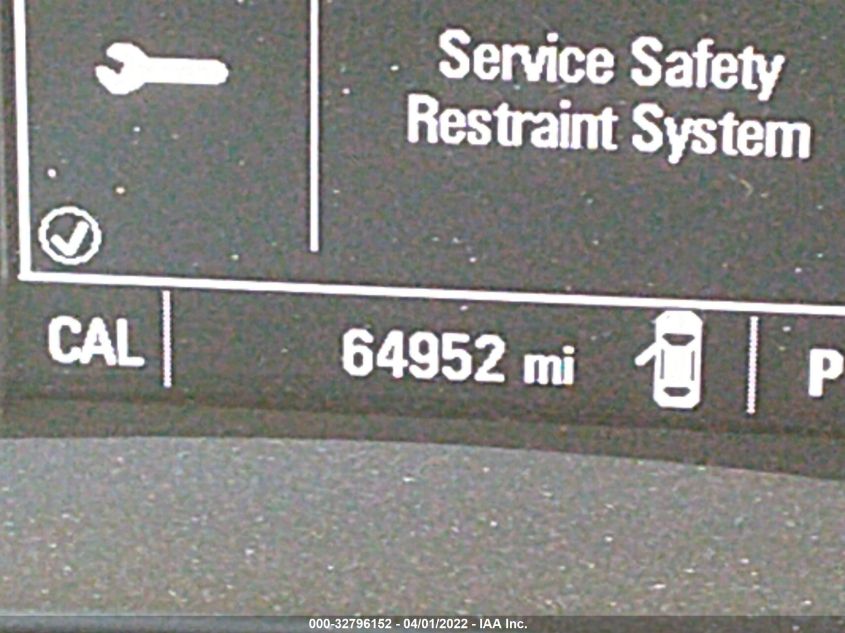 Service Safety
Restraint System
CAL
64952 mi
P
000-32796152 - 04/01/2022 - IAA Inc.